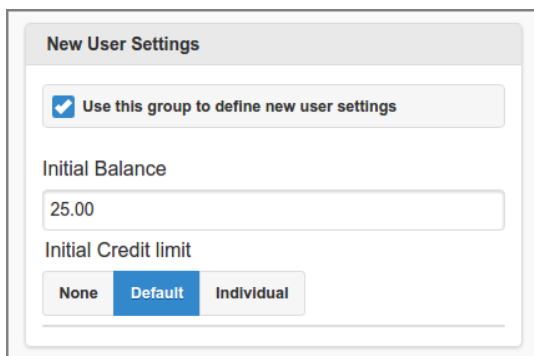 New User Settings
Use this group to define new user settings
Initial Balance
25.00
Initial Credit limit
None Default Individual